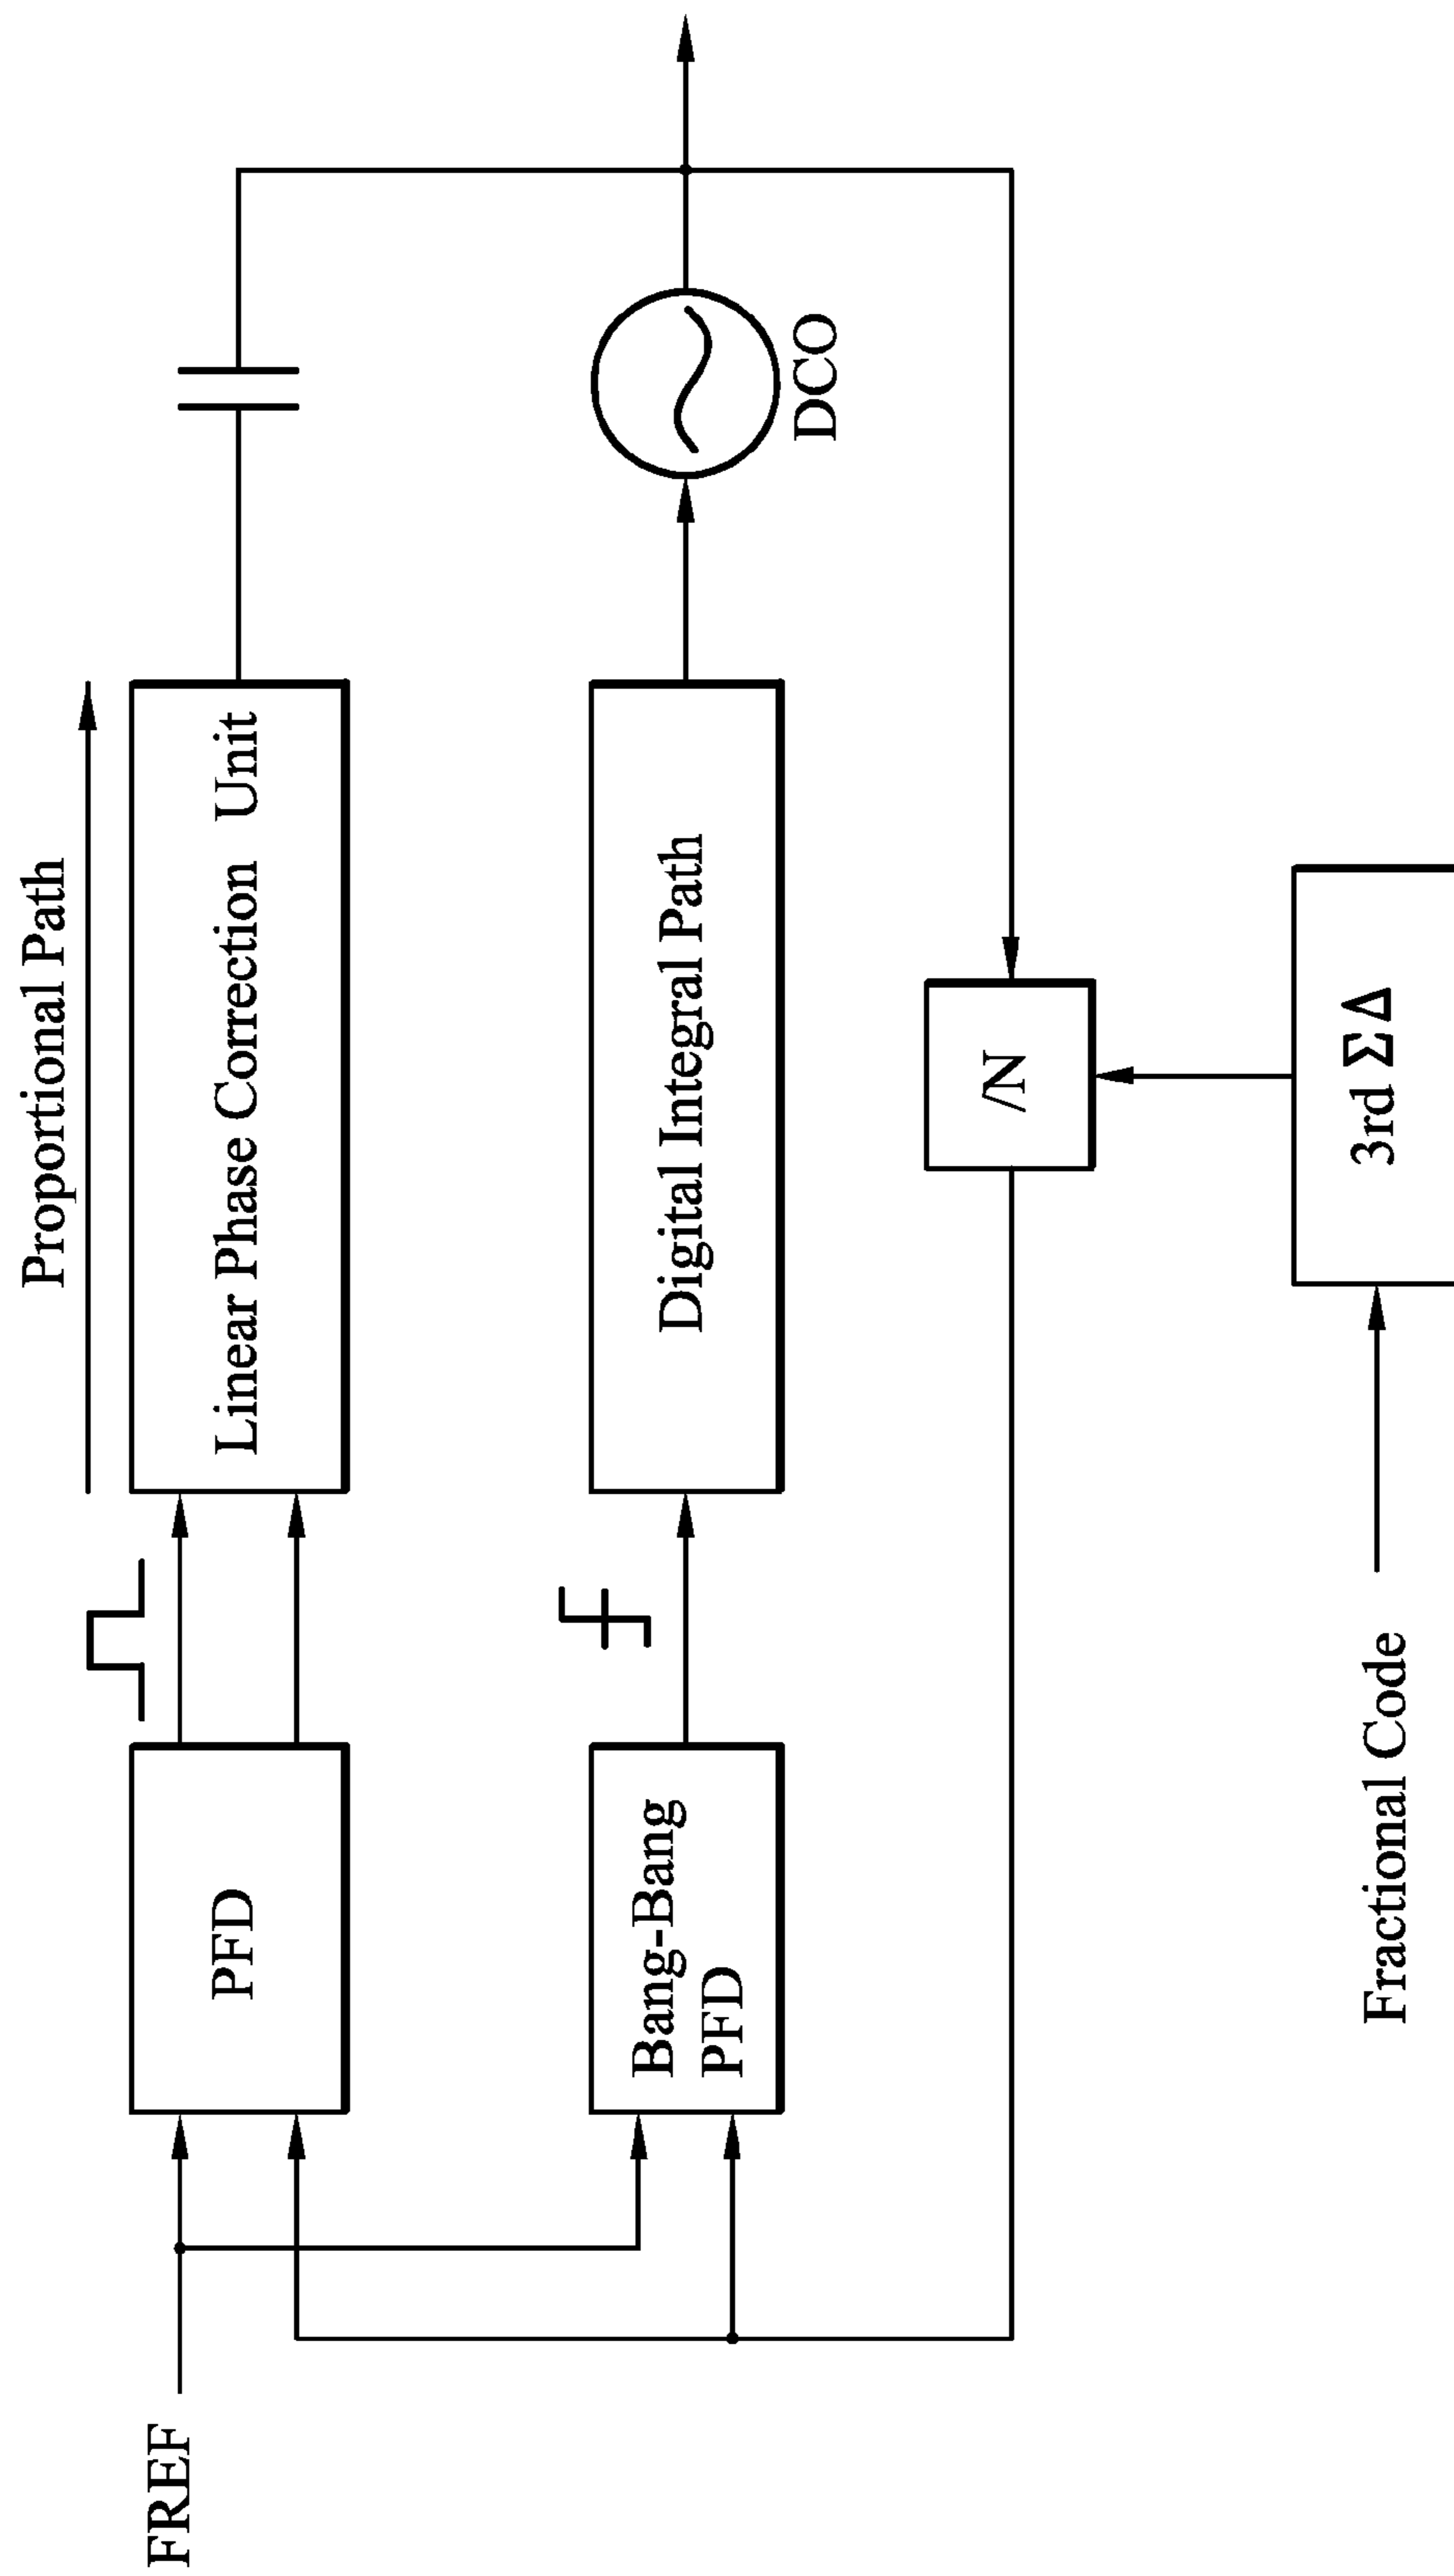 Proportional Path
FREF
PFD
Linear Phase Correction Unit
Bang-Bang
PFD
Digital Integral Path
DCO
/N
Fractional Code
3rd ΣΔ